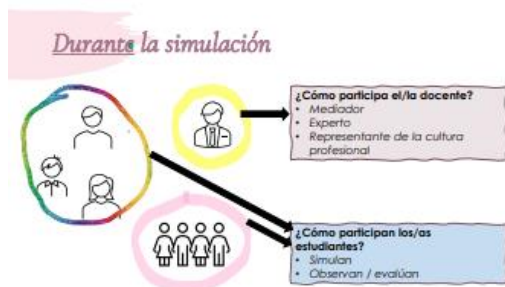 Durante la simulación
¿Cómo participa el/la docente?
• Mediador
• Experto
• Representante de la cultura
profesional
¿Cómo participan los/as
estudiantes?
• Simulan
• Observan / evalúan